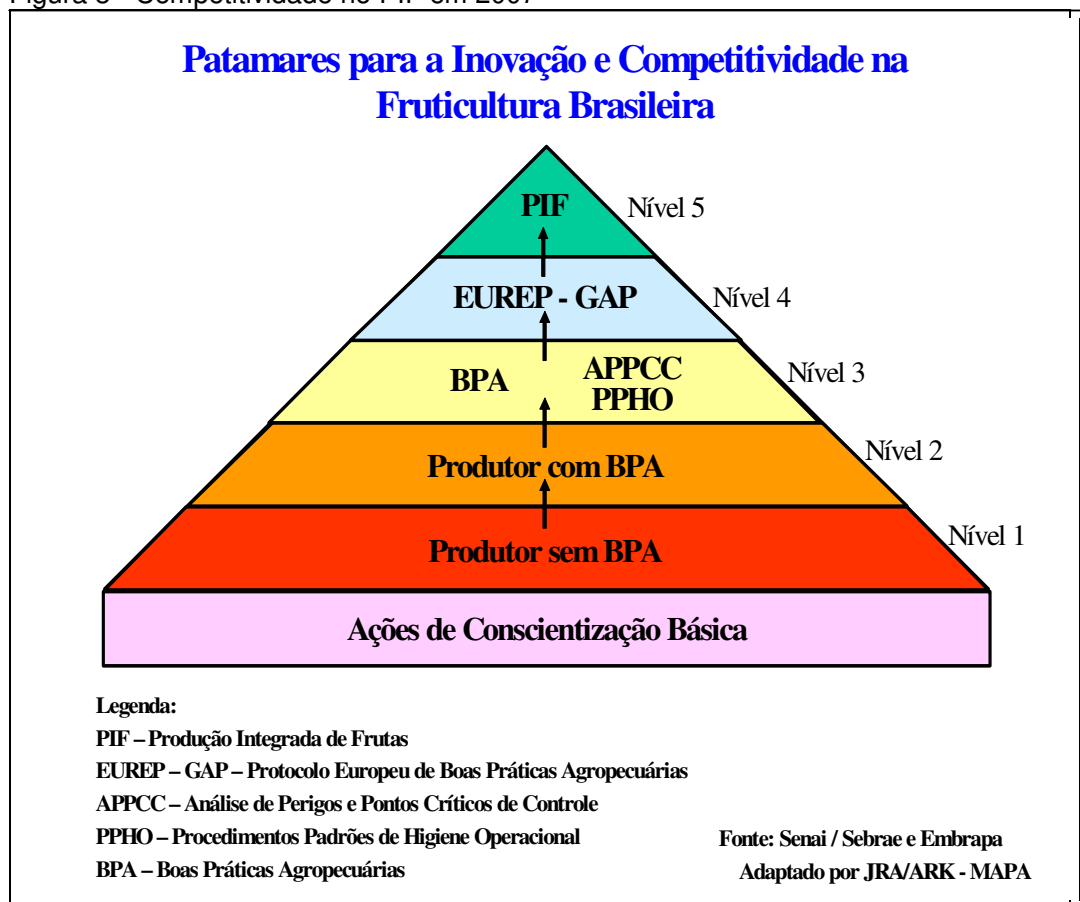 Patamares para a Inovação e Competitividade na
Fruticultura Brasileira
PIF
Nível 5
EUREP - GAP
Nível 4
BPA
APPCC
PPHO
Nível 3
Produtor com BPA
Nível 2
Produtor sem BPA
Nível 1
Ações de Conscientização Básica
Legenda:
PIF – Produção Integrada de Frutas
EUREP – GAP – Protocolo Europeu de Boas Práticas Agropecuárias
APPCC – Análise de Perigos e Pontos Críticos de Controle
PPHO – Procedimentos Padrões de Higiene Operacional
BPA – Boas Práticas Agropecuárias
Fonte: Senai / Sebrae e Embrapa
Adaptado por JRA/ARK - MAPA